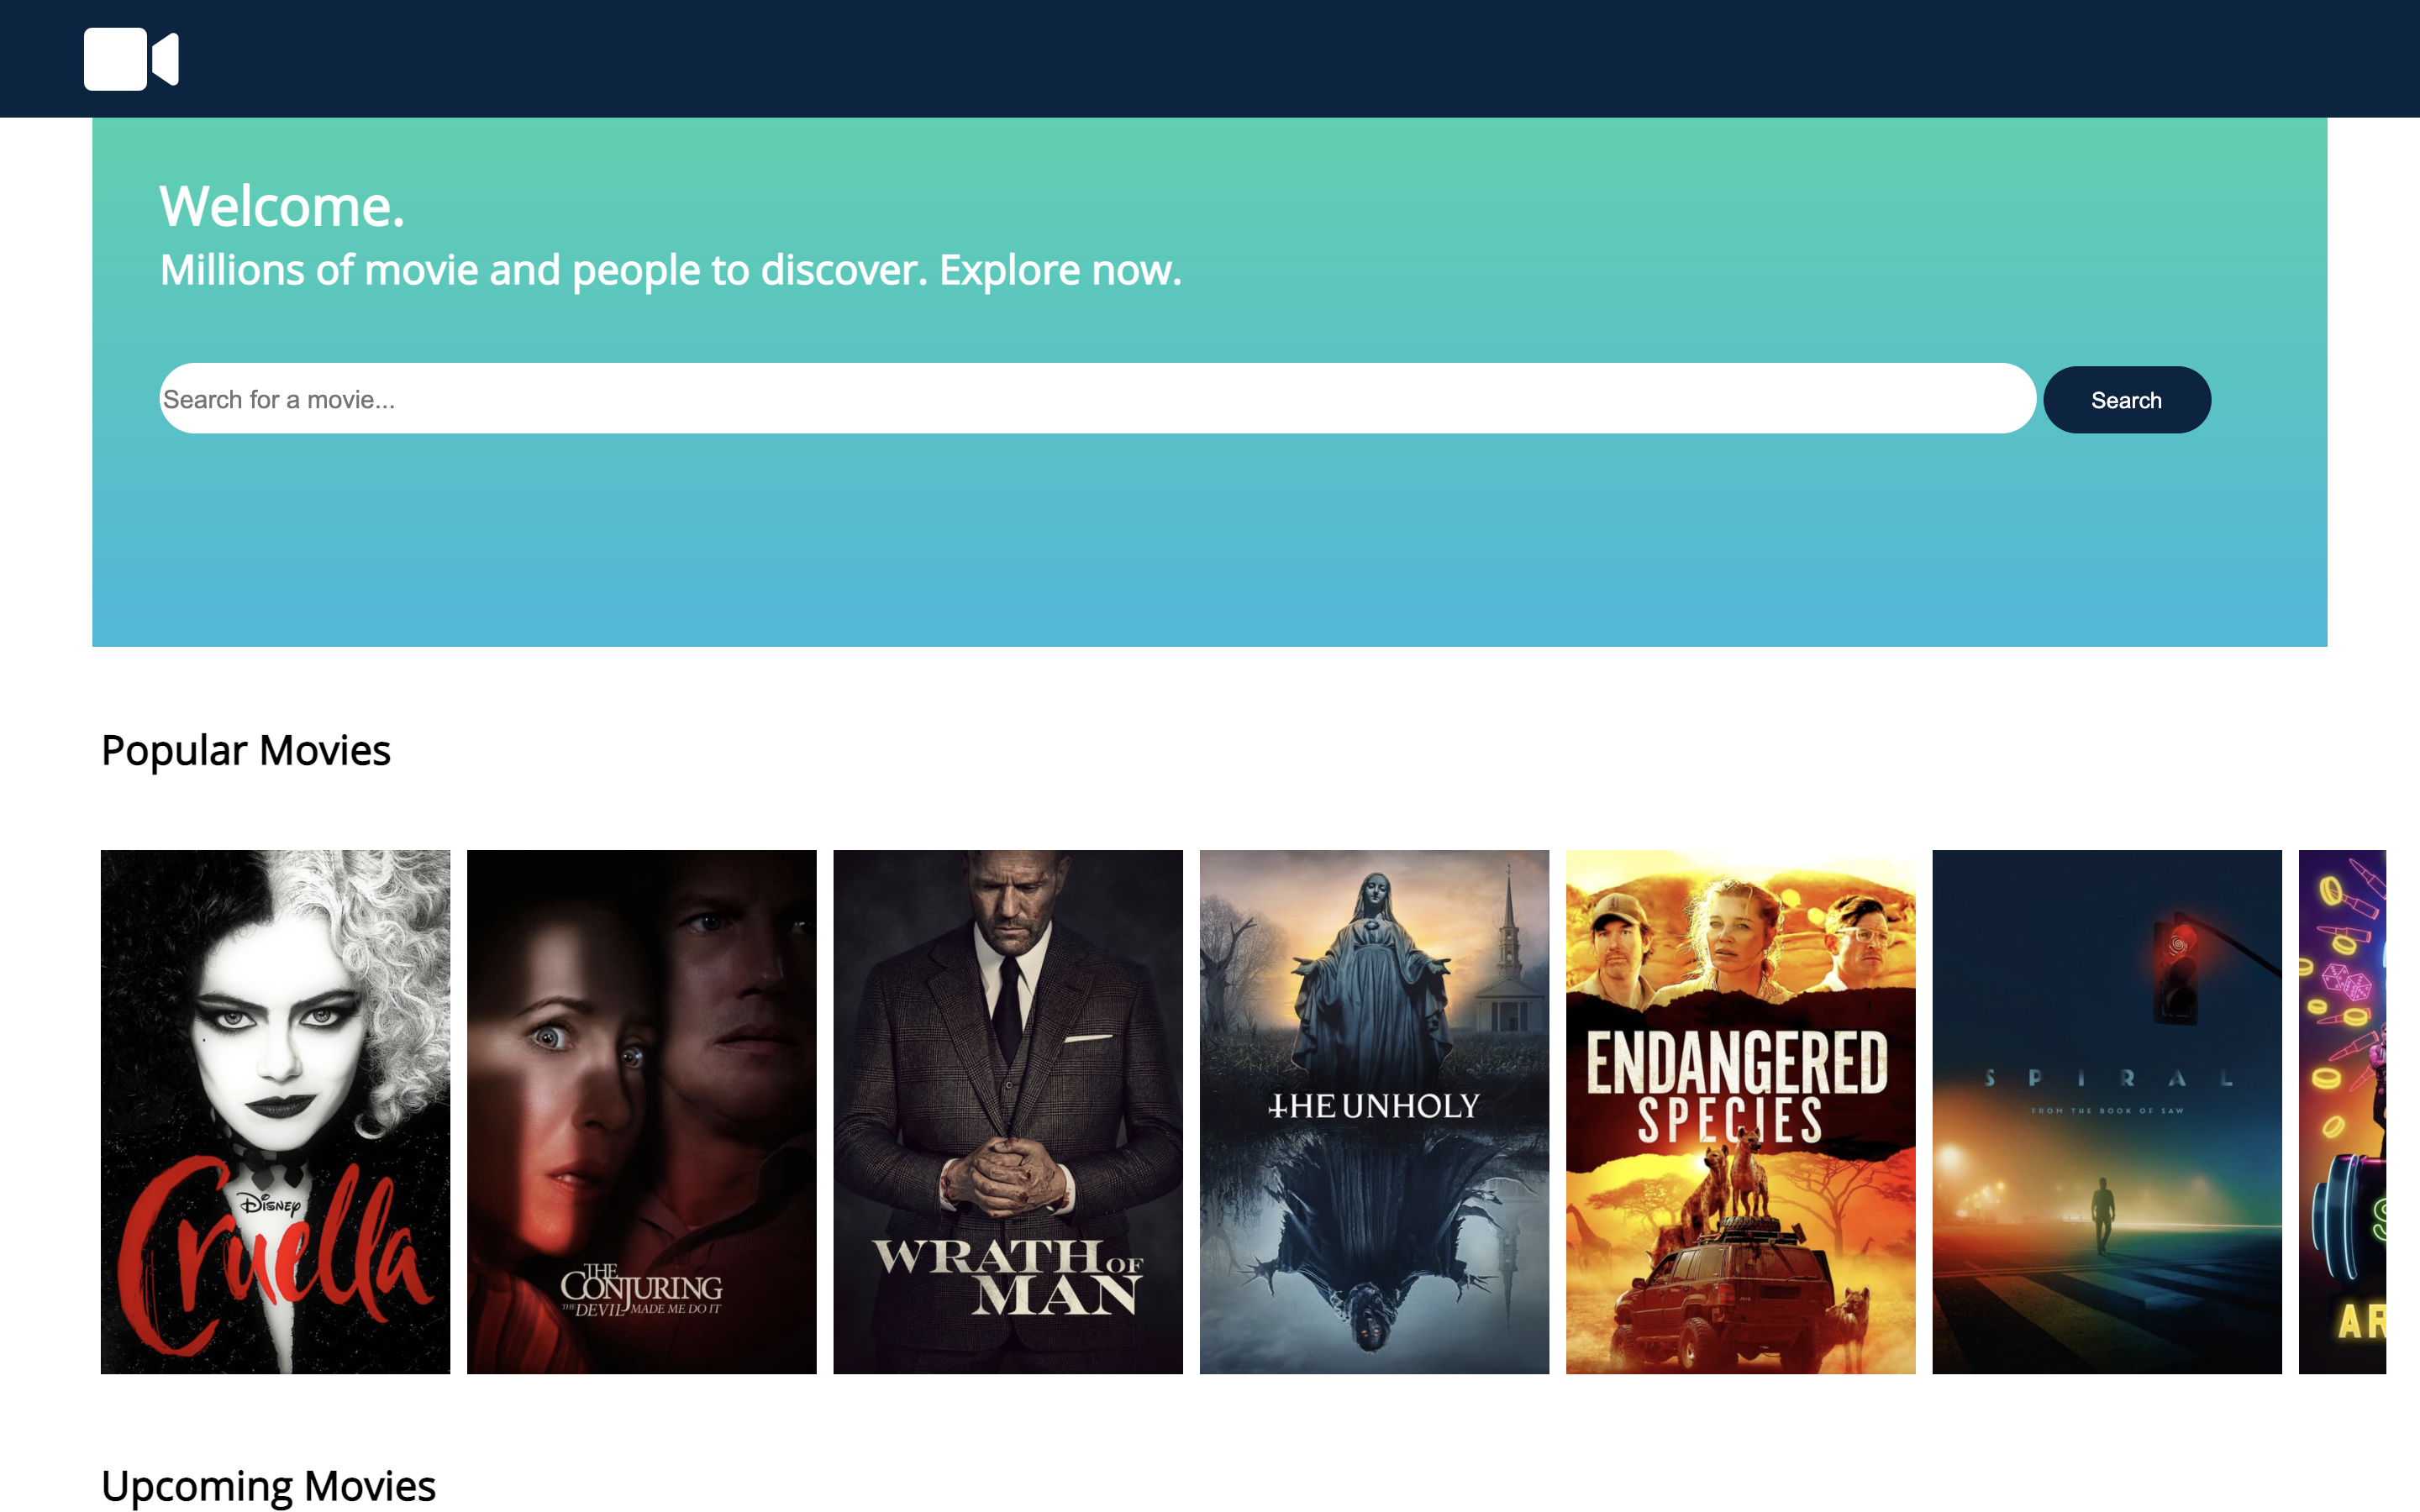 Welcome.
Millions of movie and people to discover. Explore now.
Search for a movie...
Search
Popular Movies
DISNEY
Cruella
THE
CONJURING
THE DEVIL MADE ME DO IT
WRATH OF
MAN
THE UNHOLY
ENDANGERED
SPECIES
SPIRAL
FROM THE BOOK OF SAW
AR
Upcoming Movies